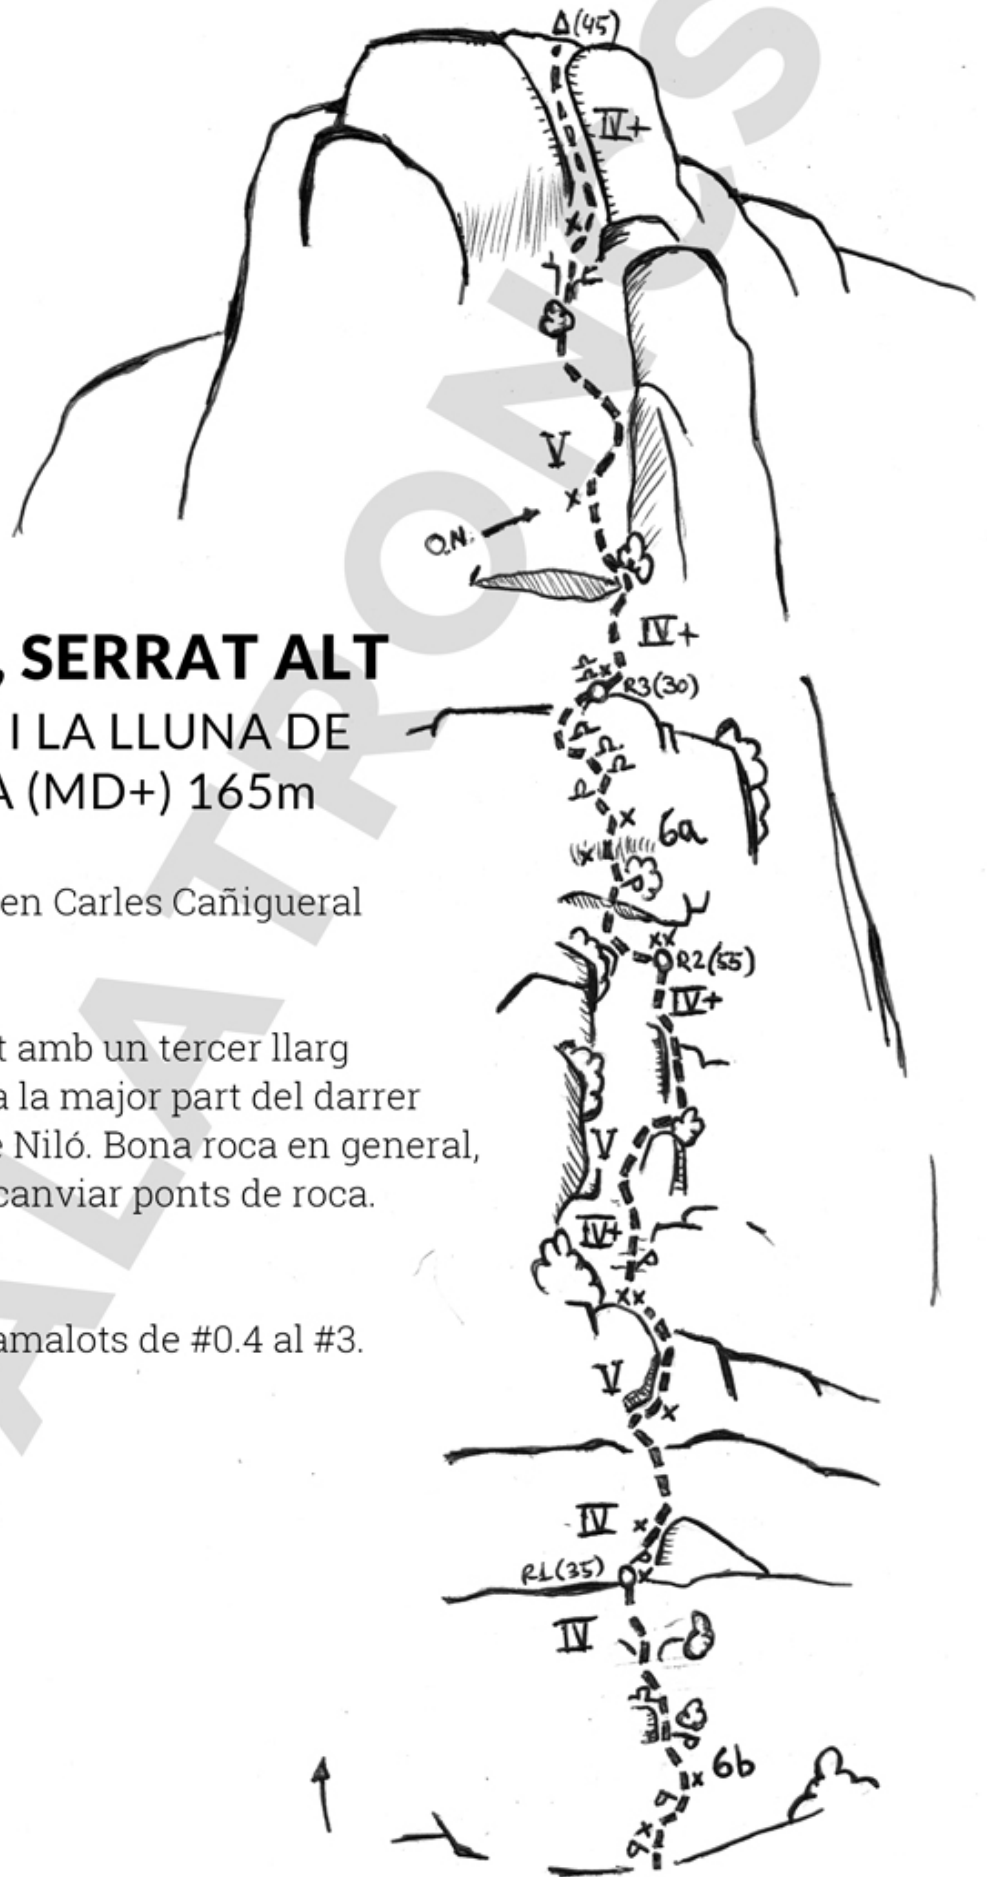 Δ(45)
IV+
V
O.N.
IV+
R3(30)
, SERRAT ALT
I LA LLUNA DE
A (MD+) 165m
6a
en Carles Cañigueral
R2(55)
IV+
t amb un tercer llarg
a la major part del darrer
e Niló. Bona roca en general,
canviar ponts de roca.
V
IV+
amalots de #0.4 al #3.
V
IV
R1(35)
IV
6b
ALATRONCS